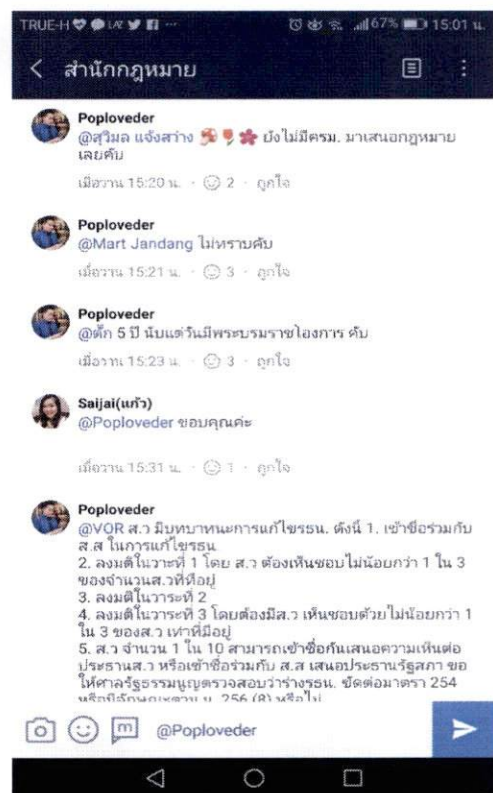 TRUE-H LINE ... 67% 15:01 น.
สำนักกฎหมาย
Poploveder
@สุวิมล แจ้งสว่าง ยังไม่มีครม. มาเสนอกฎหมาย
เลยคับ
เมื่อวาน 15:20 น. · 2 · ถูกใจ
Poploveder
@Mart Jandang ไม่ทราบคับ
เมื่อวาน 15:21 น. · 3 · ถูกใจ
Poploveder
@ตั๊ก 5 ปี นับแต่วันมีพระบรมราชโองการ คับ
เมื่อวาน 15:23 น. · 3 · ถูกใจ
Saijai(แก้ว)
@Poploveder ขอบคุณค่ะ
เมื่อวาน 15:31 น. · 1 · ถูกใจ
Poploveder
@VOR ส.ว มีบทบาทนะการแก้ไขรธน. ดังนี้ 1. เข้าชื่อร่วมกับ
ส.ส ในการแก้ไขรธน
2. ลงมติในวาะที่ 1 โดย ส.ว ต้องเห็นชอบไม่น้อยกว่า 1 ใน 3
ของจำนวนส.วที่ที่อยู่
3. ลงมติในวาระที่ 2
4. ลงมติในวาระที่ 3 โดยต้องมีส.ว เห็นชอบด้วยไม่น้อยกว่า 1
ใน 3 ของส.ว เท่าที่มีอยู่
5. ส.ว จำนวน 1 ใน 10 สามารถเข้าชื่อกันเสนอความเห็นต่อ
ประธานส.ว หรือเข้าชื่อร่วมกับ ส.ส เสนอประธานรัฐสภา ขอ
ให้ศาลรัฐธรรมนูญตรวจสอบว่าร่างรธน. ขัดต่อมาตรา 254
หรือมีลักษณะตาม ม. 256 (8) หรือไม่
@Poploveder